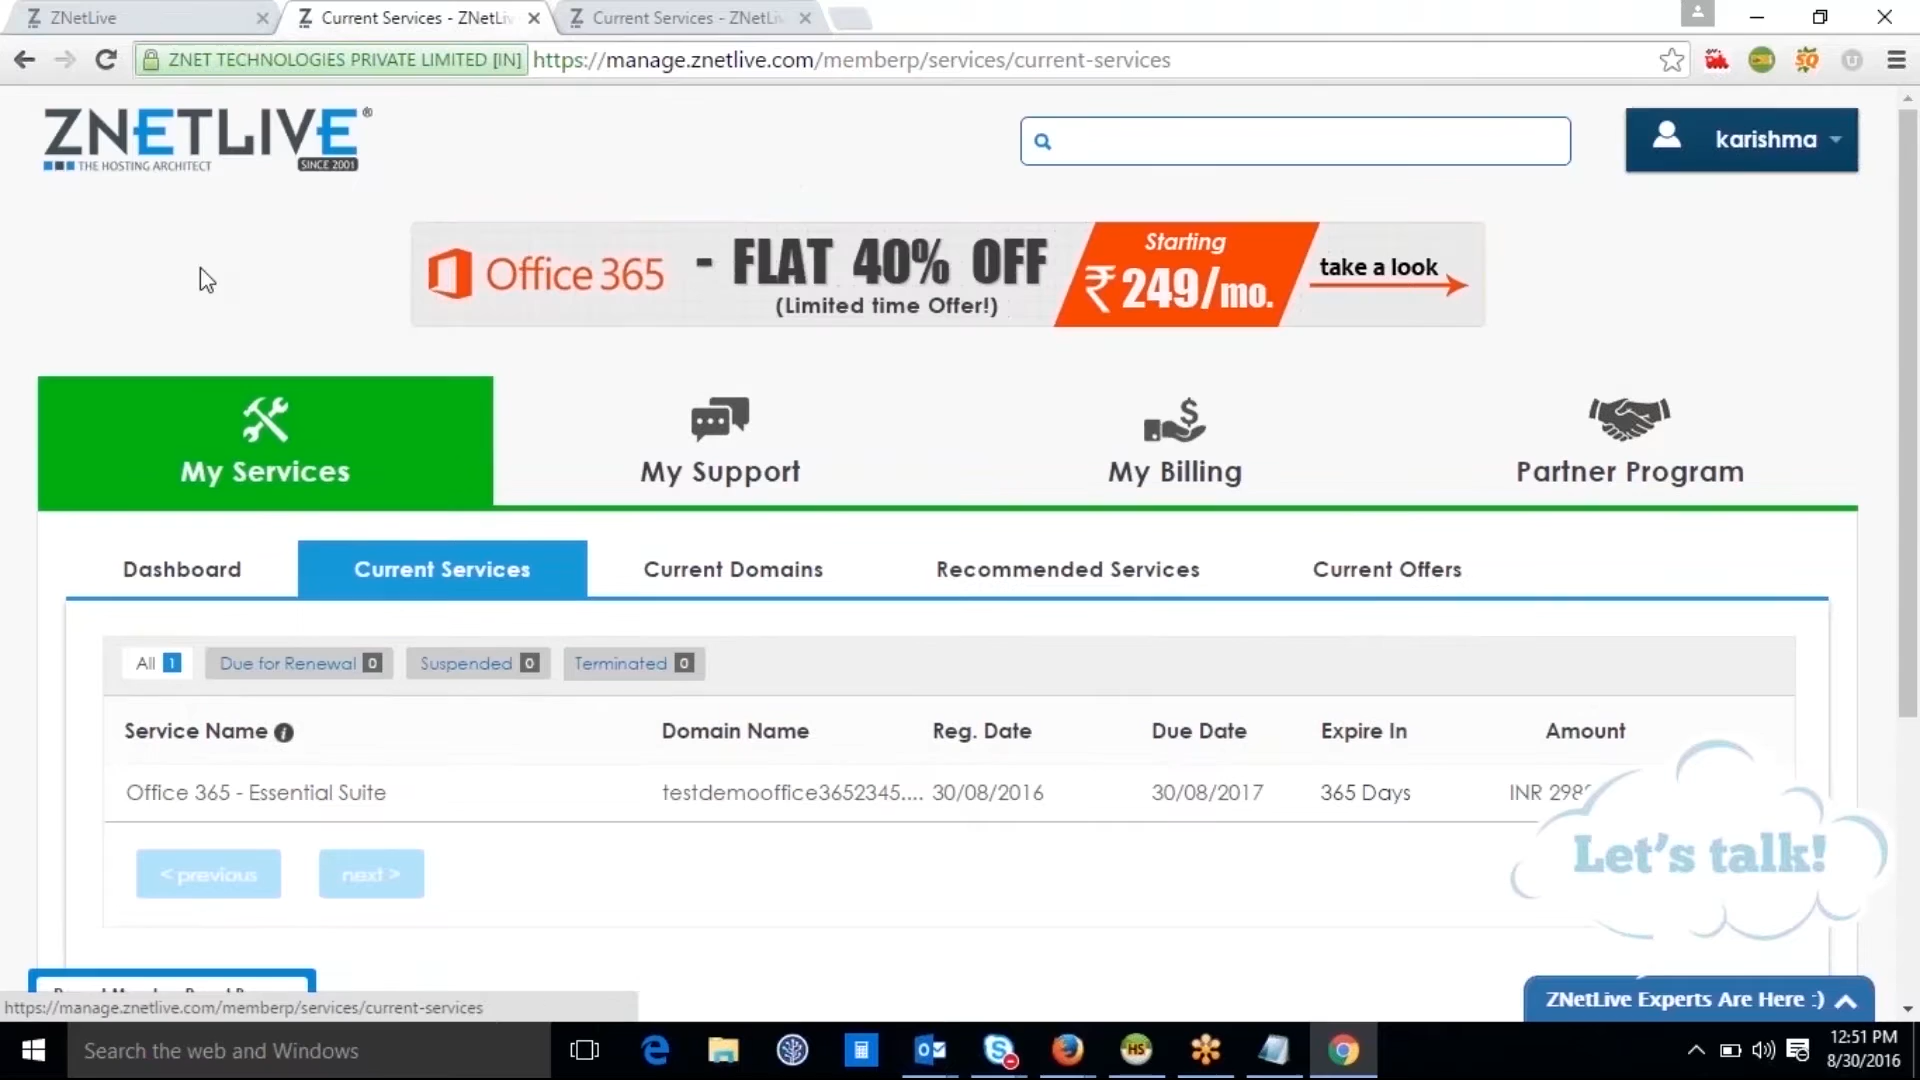 ZNetLive
Current Services - ZNetLiv
Current Services - ZNetLiv
ZNET TECHNOLOGIES PRIVATE LIMITED [IN]
https://manage.znetlive.com/memberp/services/current-services
SQ
ZNETLIVE®
THE HOSTING ARCHITECT
SINCE 2001
karishma
Office 365 - FLAT 40% OFF
(Limited time Offer!)
Starting
₹249/mo.
take a look
My Services
My Support
My Billing
Partner Program
Dashboard
Current Services
Current Domains
Recommended Services
Current Offers
All 1
Due for Renewal 0
Suspended 0
Terminated 0
Service Name
Domain Name
Reg. Date
Due Date
Expire In
Amount
Office 365 - Essential Suite
testdemooffice3652345....
30/08/2016
30/08/2017
365 Days
INR 298
< previous
next >
Let's talk!
ZNetLive Experts Are Here :)
https://manage.znetlive.com/memberp/services/current-services
Search the web and Windows
HS
12:51 PM
8/30/2016